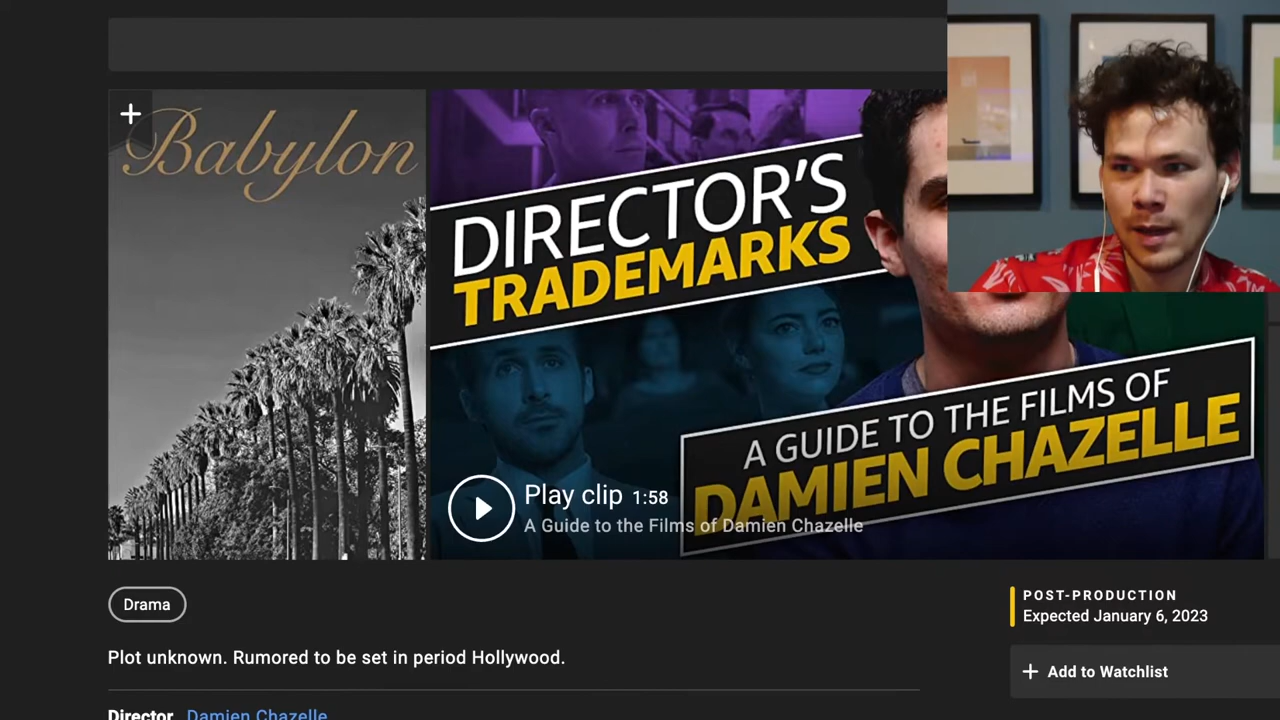 Babylon
DIRECTOR'S
TRADEMARKS
A GUIDE TO THE FILMS OF
DAMIEN CHAZELLE
Play clip 1:58
A Guide to the Films of Damien Chazelle
Drama
POST-PRODUCTION
Expected January 6, 2023
Plot unknown. Rumored to be set in period Hollywood.
+ Add to Watchlist
Director Damien Chazelle